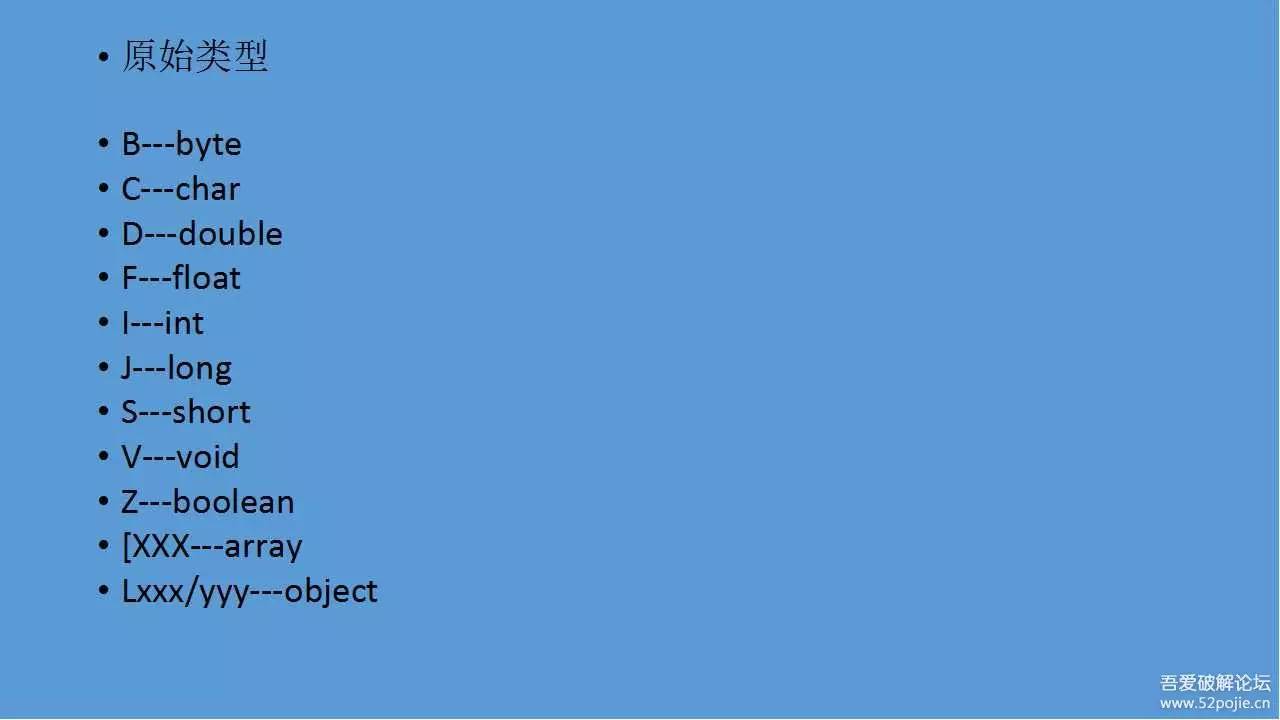 • 原始类型
• B---byte
• C---char
• D---double
• F---float
• I---int
• J---long
• S---short
• V---void
• Z---boolean
• [XXX---array
• Lxxx/yyy---object
吾爱破解论坛
www.52pojie.cn